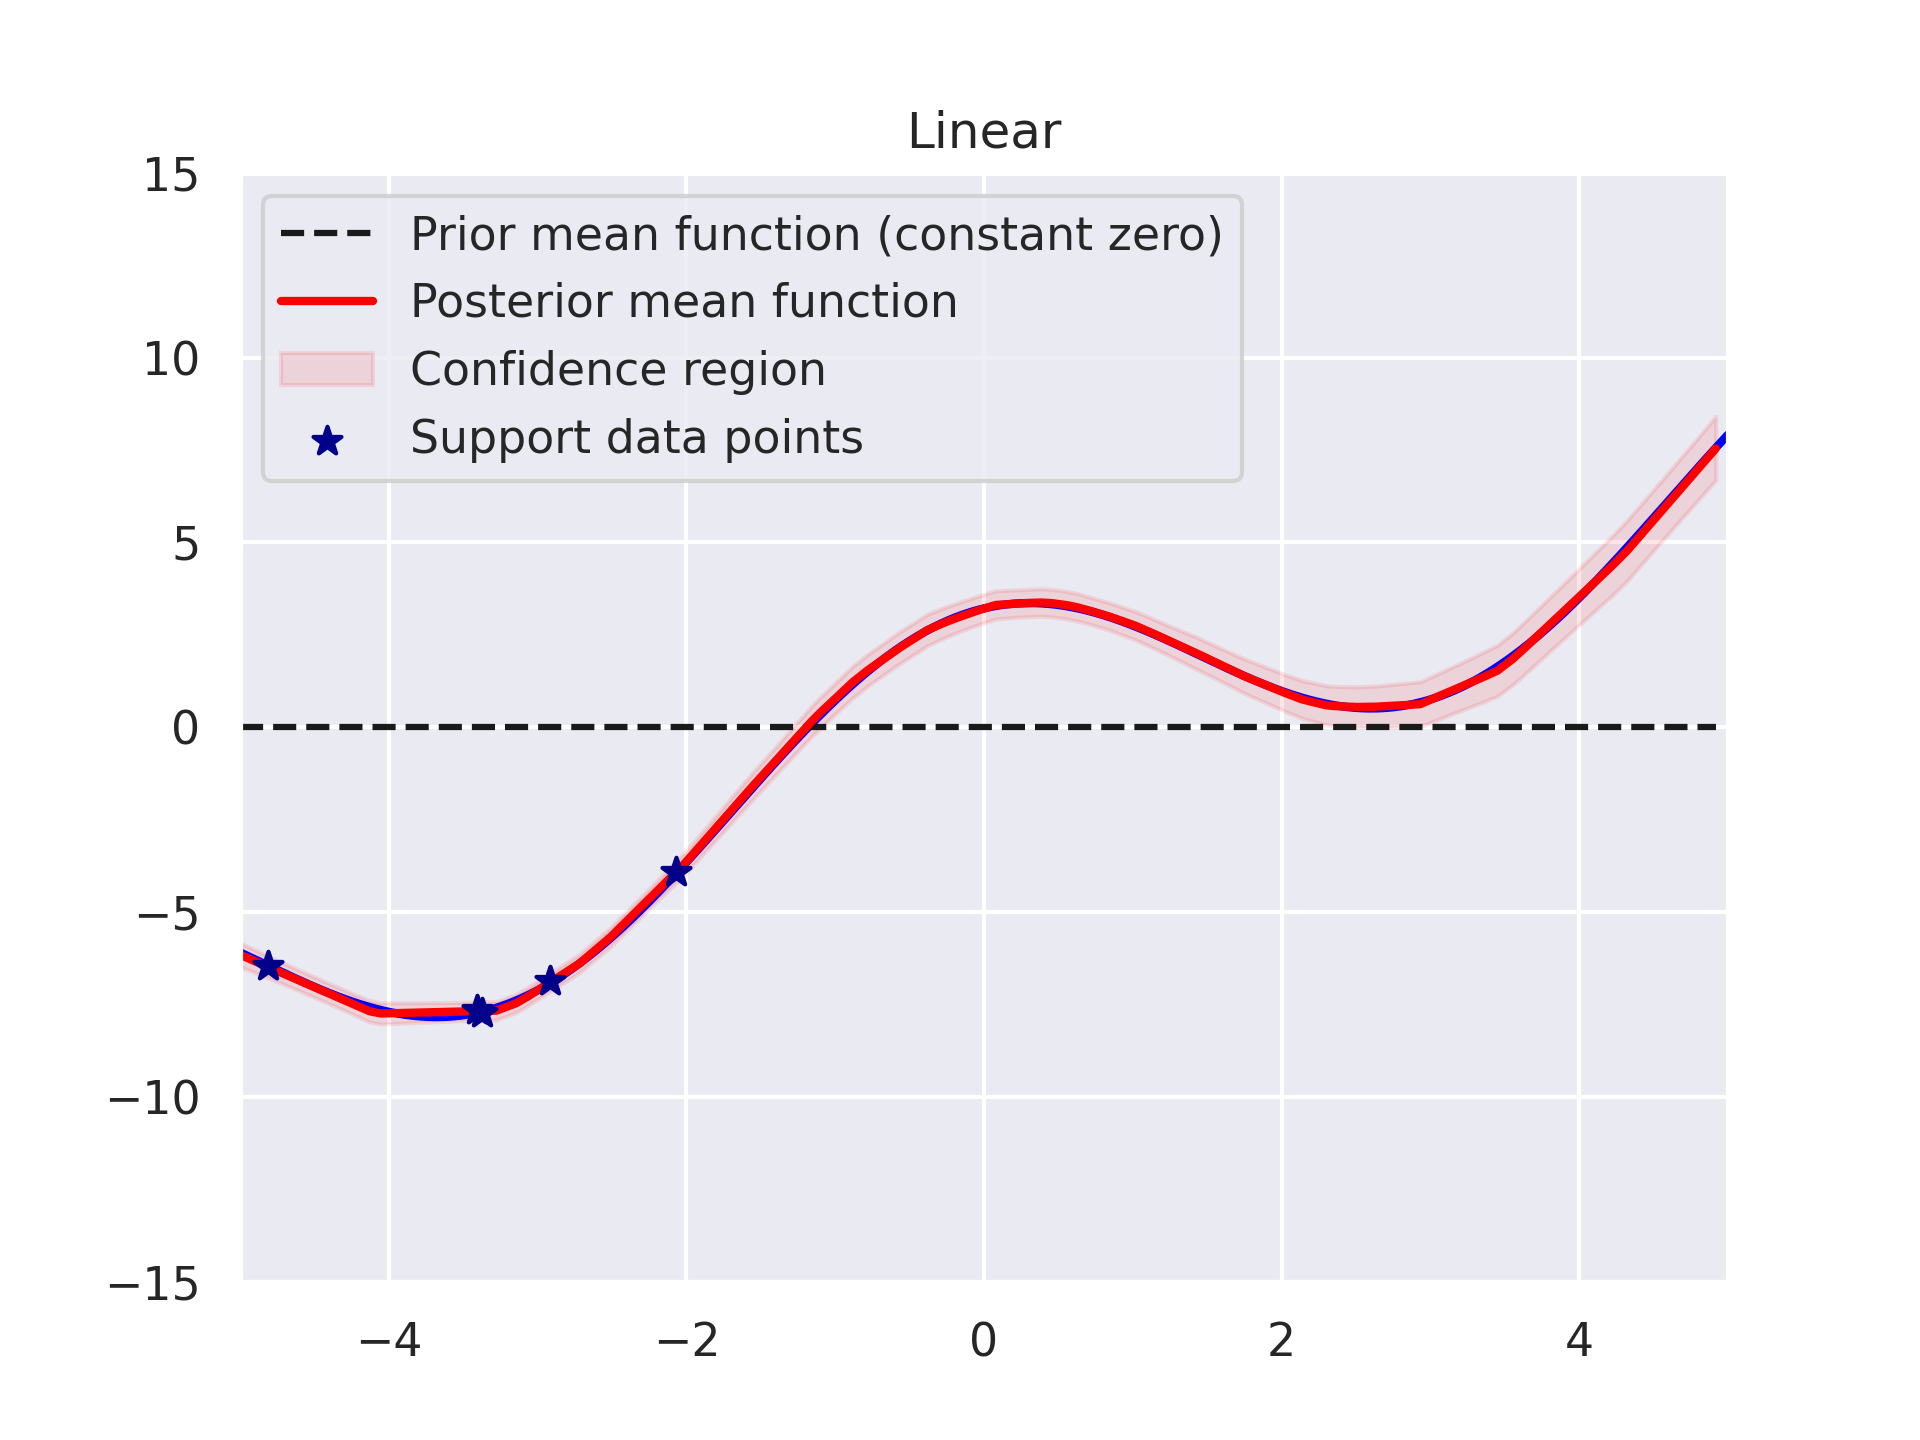 Linear
15
10
5
0
−5
−10
−15
Prior mean function (constant zero)
Posterior mean function
Confidence region
Support data points
−4 −2 0 2 4